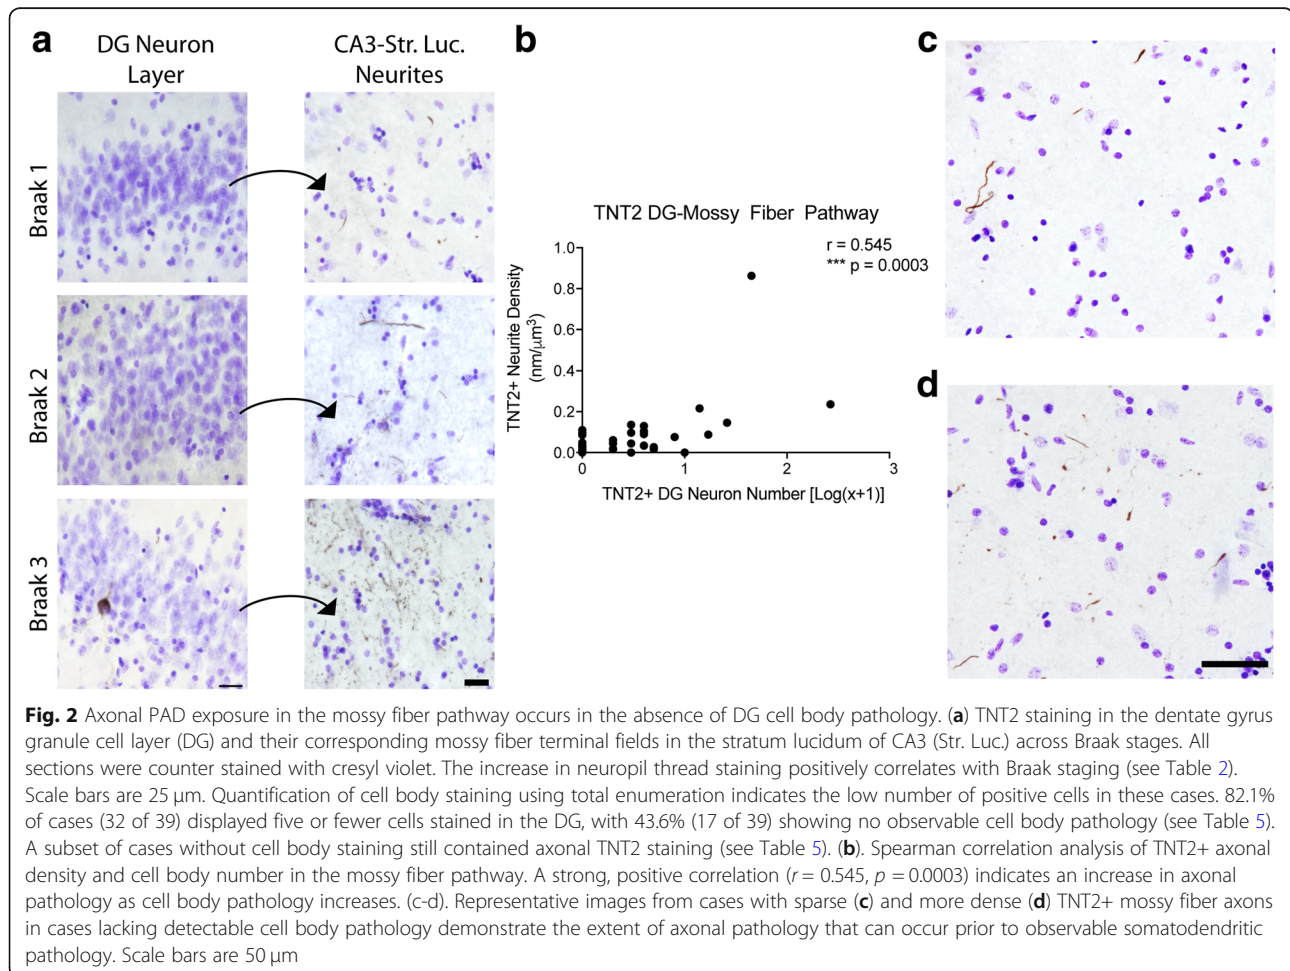 a
DG Neuron
Layer
CA3-Str. Luc.
Neurites
Braak 1
Braak 2
Braak 3
b
TNT2 DG-Mossy Fiber Pathway
r = 0.545
*** p = 0.0003
TNT2+ Neurite Density
(nm/μm³)
1.0
0.8
0.6
0.4
0.2
0.0
0 1 2 3
TNT2+ DG Neuron Number [Log(x+1)]
c
d
Fig. 2 Axonal PAD exposure in the mossy fiber pathway occurs in the absence of DG cell body pathology. (a) TNT2 staining in the dentate gyrus
granule cell layer (DG) and their corresponding mossy fiber terminal fields in the stratum lucidum of CA3 (Str. Luc.) across Braak stages. All
sections were counter stained with cresyl violet. The increase in neuropil thread staining positively correlates with Braak staging (see Table 2).
Scale bars are 25 μm. Quantification of cell body staining using total enumeration indicates the low number of positive cells in these cases. 82.1%
of cases (32 of 39) displayed five or fewer cells stained in the DG, with 43.6% (17 of 39) showing no observable cell body pathology (see Table 5).
A subset of cases without cell body staining still contained axonal TNT2 staining (see Table 5). (b). Spearman correlation analysis of TNT2+ axonal
density and cell body number in the mossy fiber pathway. A strong, positive correlation (r = 0.545, p = 0.0003) indicates an increase in axonal
pathology as cell body pathology increases. (c-d). Representative images from cases with sparse (c) and more dense (d) TNT2+ mossy fiber axons
in cases lacking detectable cell body pathology demonstrate the extent of axonal pathology that can occur prior to observable somatodendritic
pathology. Scale bars are 50 μm